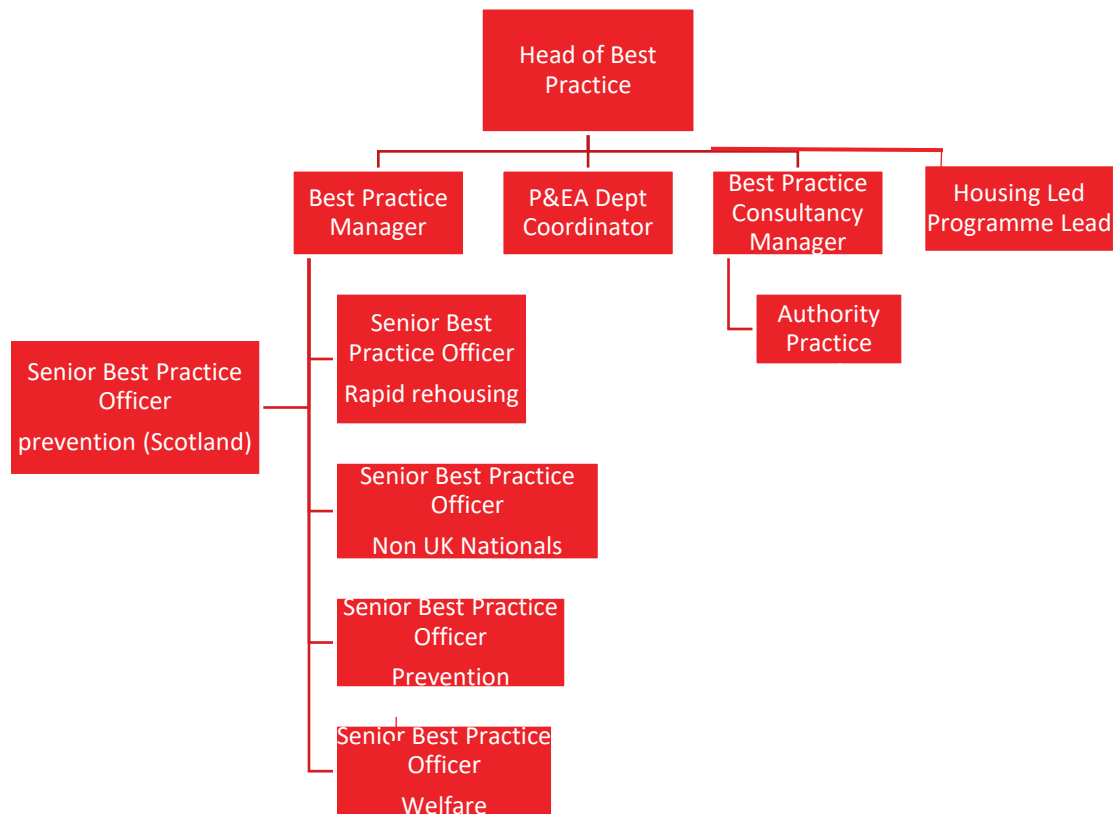 Head of Best
Practice
Best Practice
Manager
P&EA Dept
Coordinator
Best Practice
Consultancy
Manager
Housing Led
Programme Lead
Senior Best
Practice Officer
Rapid rehousing
Authority
Practice
Senior Best Practice
Officer
prevention (Scotland)
Senior Best Practice
Officer
Non UK Nationals
Senior Best Practice
Officer
Prevention
Senior Best Practice
Officer
Welfare